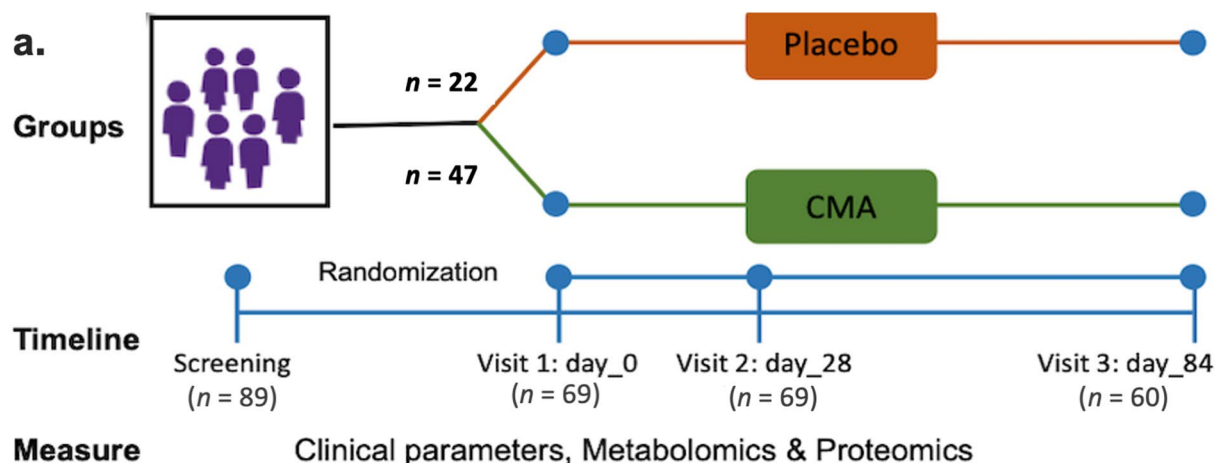 a.
Groups
n = 22
n = 47
Placebo
CMA
Randomization
Timeline
Screening
(n = 89)
Visit 1: day_0
(n = 69)
Visit 2: day_28
(n = 69)
Visit 3: day_84
(n = 60)
Measure
Clinical parameters, Metabolomics & Proteomics